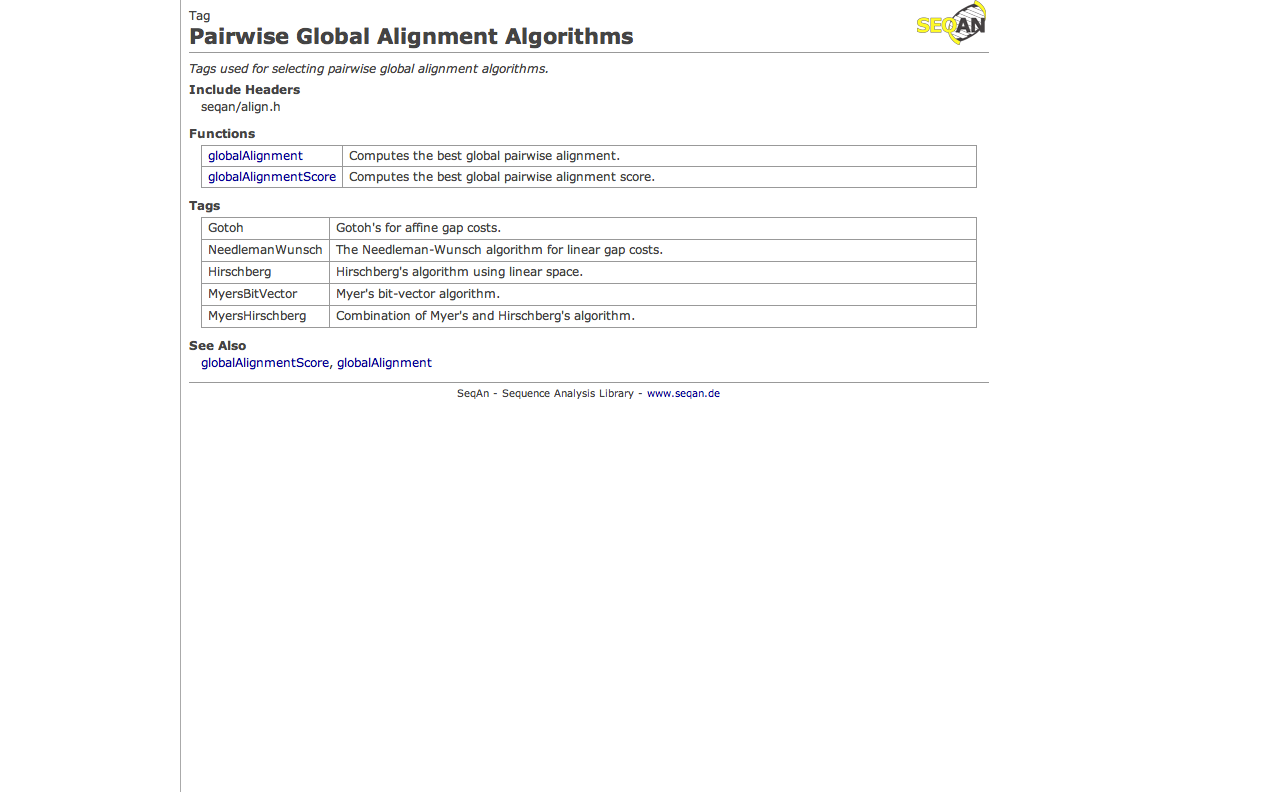 Tag
SEQAN
Pairwise Global Alignment Algorithms
Tags used for selecting pairwise global alignment algorithms.
Include Headers
seqan/align.h
Functions
globalAlignment Computes the best global pairwise alignment.
globalAlignmentScore Computes the best global pairwise alignment score.
Tags
Gotoh Gotoh's for affine gap costs.
NeedlemanWunsch The Needleman-Wunsch algorithm for linear gap costs.
Hirschberg Hirschberg's algorithm using linear space.
MyersBitVector Myer's bit-vector algorithm.
MyersHirschberg Combination of Myer's and Hirschberg's algorithm.
See Also
globalAlignmentScore, globalAlignment
SeqAn - Sequence Analysis Library - www.seqan.de